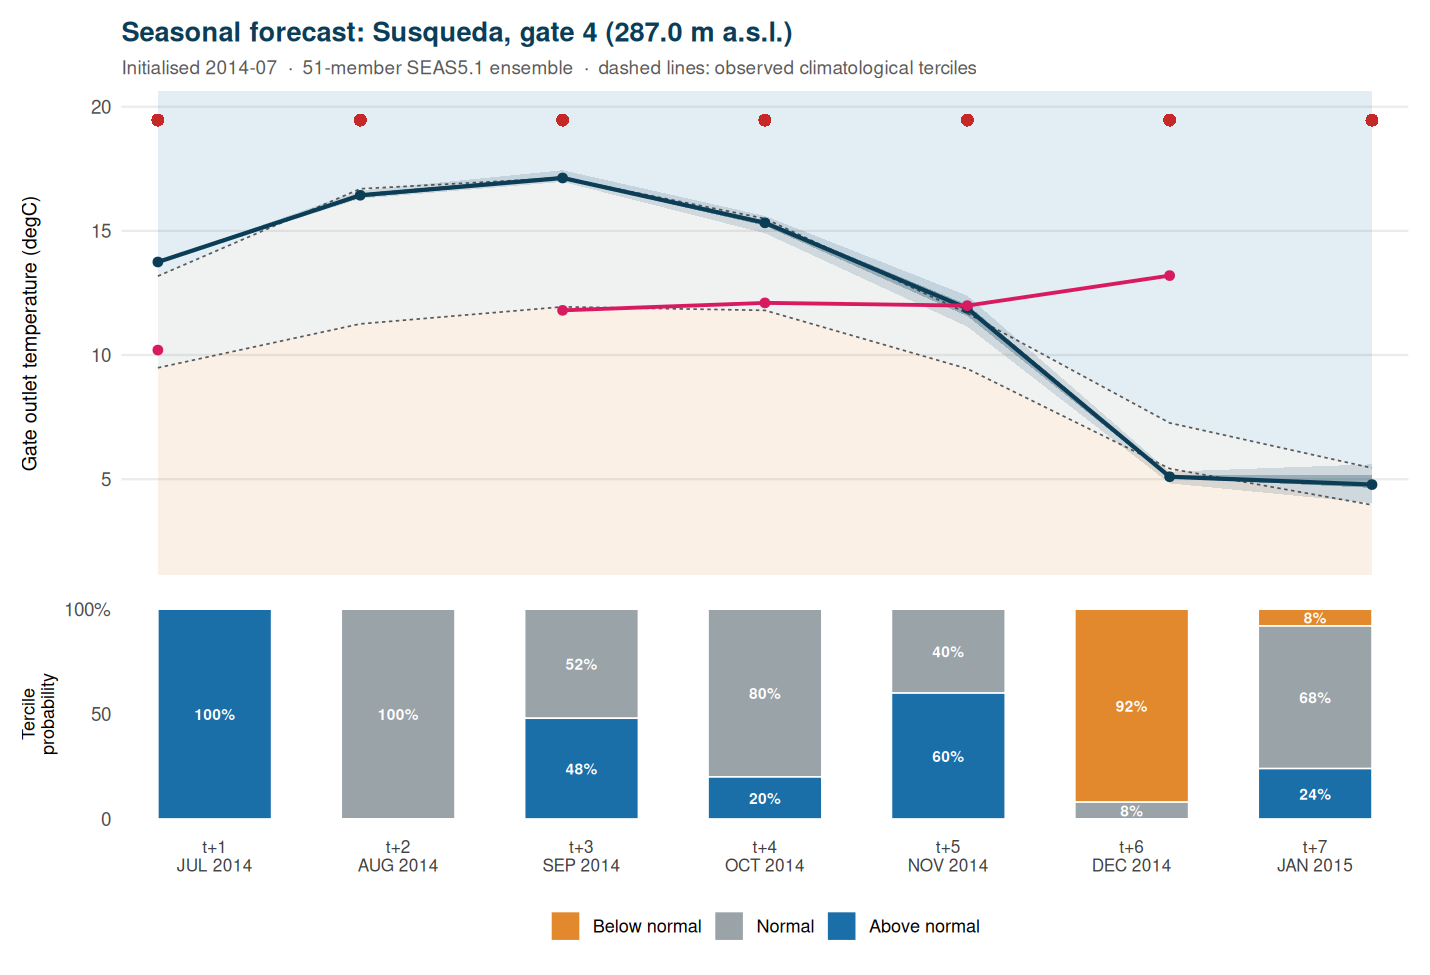 Seasonal forecast: Susqueda, gate 4 (287.0 m a.s.l.)
Initialised 2014-07 · 51-member SEAS5.1 ensemble · dashed lines: observed climatological terciles
Gate outlet temperature (degC)
20
15
10
5
Tercile
probability
100%
50
0
100%
100%
52%
48%
80%
20%
40%
60%
92%
8%
8%
68%
24%
t+1
JUL 2014
t+2
AUG 2014
t+3
SEP 2014
t+4
OCT 2014
t+5
NOV 2014
t+6
DEC 2014
t+7
JAN 2015
Below normal
Normal
Above normal